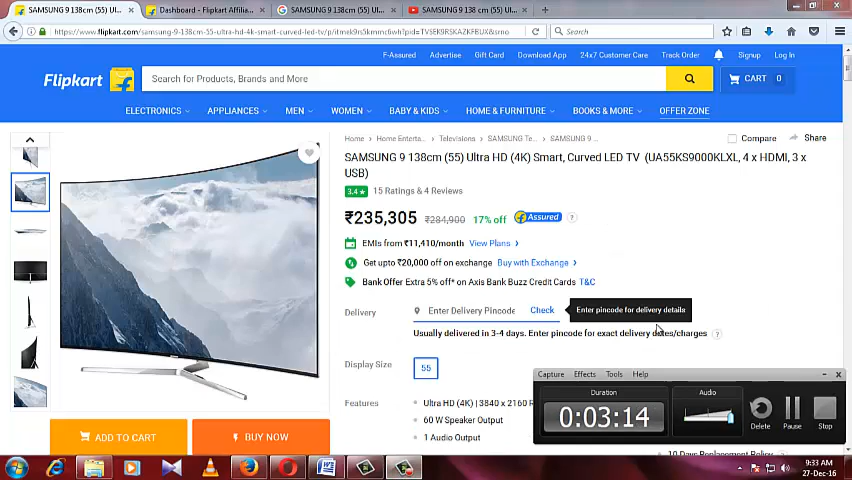 SAMSUNG 9 138cm (55) Ul...
Dashboard - Flipkart Affilia...
SAMSUNG 9 138cm (55) Ul...
SAMSUNG 9 138cm (55) Ul...
https://www.flipkart.com/samsung-9-138cm-55-ultra-hd-4k-smart-curved-led-tv/p/
Search
F-Assured
Advertise
Gift Card
Download App
24x7 Customer Care
Track Order
Signup
Log In
Flipkart
Search for Products, Brands and More
CART 0
ELECTRONICS
APPLIANCES
MEN
WOMEN
BABY & KIDS
HOME & FURNITURE
BOOKS & MORE
OFFER ZONE
Home
Home Enterta...
Televisions
SAMSUNG Te...
SAMSUNG 9 ...
Compare
Share
SAMSUNG 9 138cm (55) Ultra HD (4K) Smart, Curved LED TV (UA55KS9000KLXL, 4 x HDMI, 3 x
USB)
3.4 ★ 15 Ratings & 4 Reviews
₹235,305 ₹284,900 17% off Assured ?
EMIs from ₹11,410/month View Plans
Get upto ₹20,000 off on exchange Buy with Exchange
Bank Offer Extra 5% off* on Axis Bank Buzz Credit Cards T&C
Delivery
Enter Delivery Pincode
Check
Enter pincode for delivery details
Usually delivered in 3-4 days. Enter pincode for exact delivery dates/charges ?
Display Size
55
Features
Ultra HD (4K) | 3840 x 2160
60 W Speaker Output
1 Audio Output
10 Days Replacement Policy
ADD TO CART
BUY NOW
Capture Effects Tools Help
Duration
0:03:14
Audio
Delete
Pause
Stop
9:33 AM
27-Dec-16